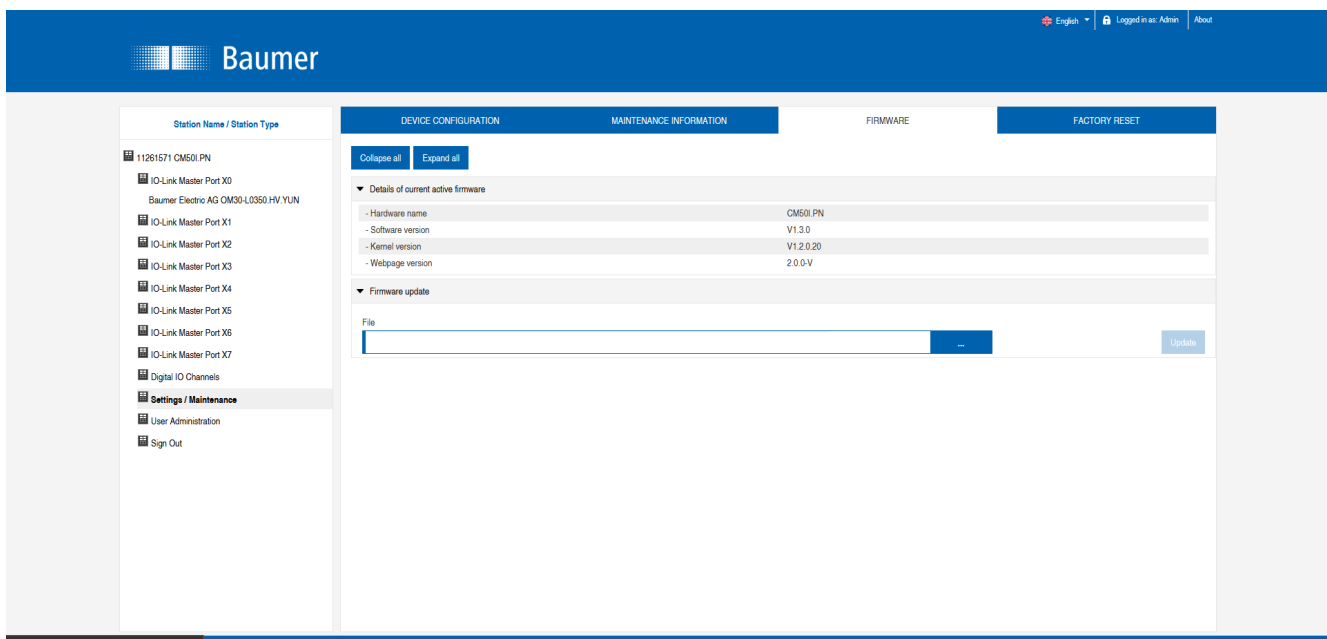 English
Logged in as: Admin
About
Baumer
Station Name / Station Type
11261571 CM50I.PN
IO-Link Master Port X0
Baumer Electric AG OM30-L0350.HV.YUN
IO-Link Master Port X1
IO-Link Master Port X2
IO-Link Master Port X3
IO-Link Master Port X4
IO-Link Master Port X5
IO-Link Master Port X6
IO-Link Master Port X7
Digital IO Channels
Settings / Maintenance
User Administration
Sign Out
DEVICE CONFIGURATION
MAINTENANCE INFORMATION
FIRMWARE
FACTORY RESET
Collapse all
Expand all
Details of current active firmware
- Hardware name CM50I.PN
- Software version V1.3.0
- Kernel version V1.2.0.20
- Webpage version 2.0.0-V
Firmware update
File
...
Update